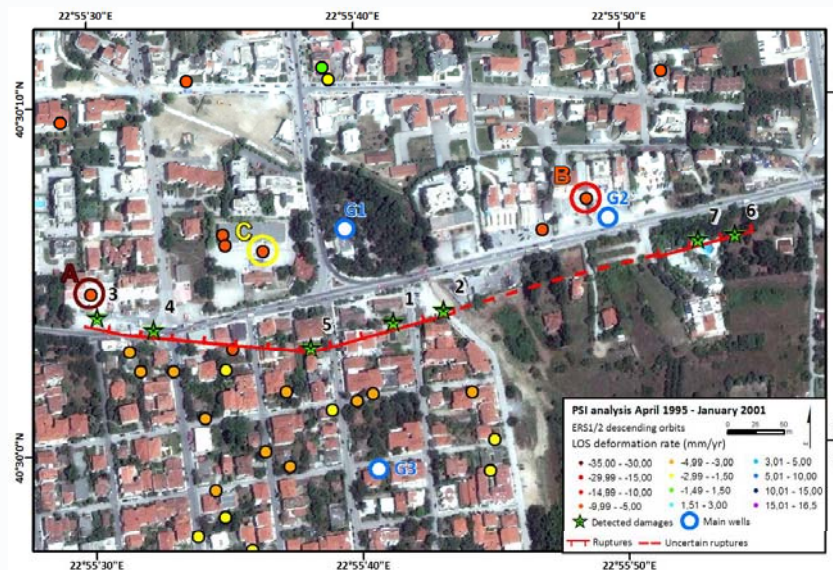 22°55'30"E 22°55'40"E 22°55'50"E
40°30'10"N
B
G2
G1
C
7 6
A
3
4
1 2
5
40°30'0"N
G3
PSI analysis April 1995 - January 2001
ERS1/2 descending orbits
0 25 50 m
LOS deformation rate (mm/yr)
-35,00 - -30,00 -4,99 - -3,00 3,01 - 5,00
-29,99 - -15,00 -2,99 - -1,50 5,01 - 10,00
-14,99 - -10,00 -1,49 - 1,50 10,01 - 15,00
-9,99 - -5,00 1,51 - 3,00 15,01 - 16,5
Detected damages Main wells
Ruptures Uncertain ruptures
22°55'30"E 22°55'40"E 22°55'50"E